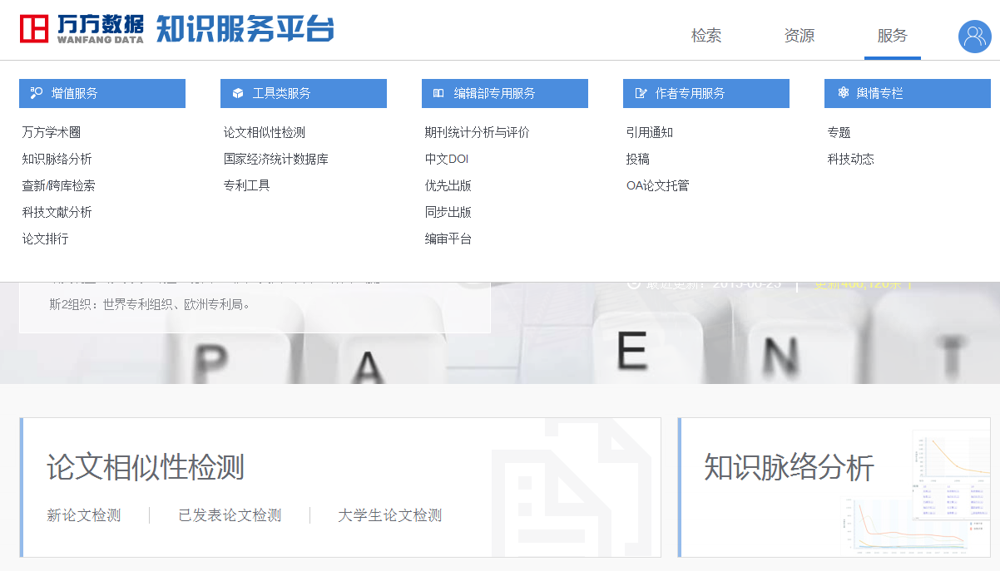 万方数据
WANFANG DATA
知识服务平台
检索
资源
服务
增值服务
万方学术圈
知识脉络分析
查新/跨库检索
科技文献分析
论文排行
工具类服务
论文相似性检测
国家经济统计数据库
专利工具
编辑部专用服务
期刊统计分析与评价
中文DOI
优先出版
同步出版
编审平台
作者专用服务
引用通知
投稿
OA论文托管
舆情专栏
专题
科技动态
斯2组织：世界专利组织、欧洲专利局。
最近更新：2015-06-25
P A E N T
论文相似性检测
新论文检测
已发表论文检测
大学生论文检测
知识脉络分析